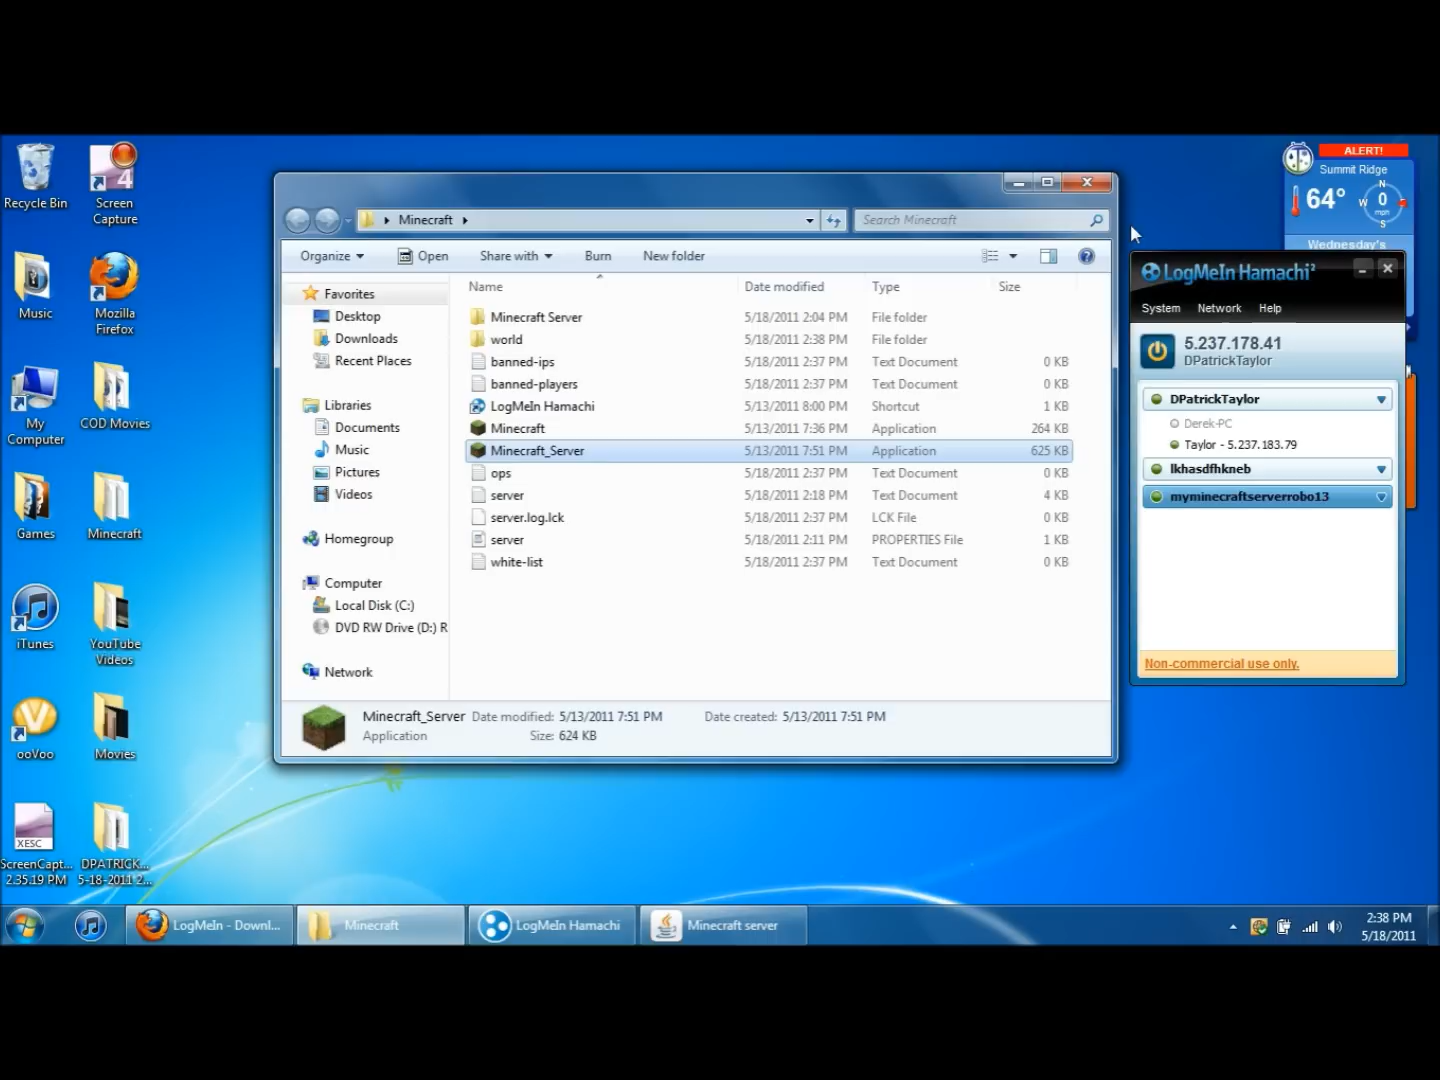 Recycle Bin
Screen
Capture
4
Music
Mozilla
Firefox
My
Computer
COD Movies
Games
Minecraft
iTunes
YouTube
Videos
ooVoo
Movies
XESC
ScreenCapt...
2.35.19 PM
DPATRICK...
5-18-2011 2...
Minecraft
Search Minecraft
Organize
Open
Share with
Burn
New folder
Favorites
Desktop
Downloads
Recent Places
Libraries
Documents
Music
Pictures
Videos
Homegroup
Computer
Local Disk (C:)
DVD RW Drive (D:) R
Network
Name Date modified Type Size
Minecraft Server 5/18/2011 2:04 PM File folder
world 5/18/2011 2:38 PM File folder
banned-ips 5/18/2011 2:37 PM Text Document 0 KB
banned-players 5/18/2011 2:37 PM Text Document 0 KB
LogMeIn Hamachi 5/13/2011 8:00 PM Shortcut 1 KB
Minecraft 5/13/2011 7:36 PM Application 264 KB
Minecraft_Server 5/13/2011 7:51 PM Application 625 KB
ops 5/18/2011 2:37 PM Text Document 0 KB
server 5/18/2011 2:18 PM Text Document 4 KB
server.log.lck 5/18/2011 2:37 PM LCK File 0 KB
server 5/18/2011 2:11 PM PROPERTIES File 1 KB
white-list 5/18/2011 2:37 PM Text Document 0 KB
Minecraft_Server Date modified: 5/13/2011 7:51 PM Date created: 5/13/2011 7:51 PM
Application Size: 624 KB
ALERT!
Summit Ridge
64°
N
W 0
mph
S
Wednesday's
LogMeIn Hamachi²
System Network Help
5.237.178.41
DPatrickTaylor
DPatrickTaylor
Derek-PC
Taylor - 5.237.183.79
lkhasdfhkneb
myminecraftserverrobo13
Non-commercial use only.
LogMeIn - Downl...
Minecraft
LogMeIn Hamachi
Minecraft server
2:38 PM
5/18/2011